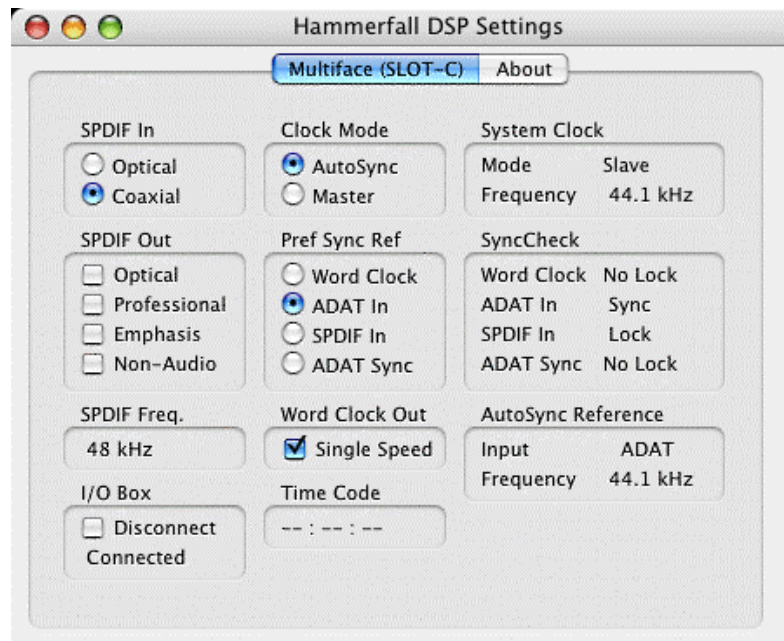 Hammerfall DSP Settings
Multiface (SLOT-C)
About
SPDIF In
Optical
Coaxial
Clock Mode
AutoSync
Master
System Clock
Mode Slave
Frequency 44.1 kHz
SPDIF Out
Optical
Professional
Emphasis
Non-Audio
Pref Sync Ref
Word Clock
ADAT In
SPDIF In
ADAT Sync
SyncCheck
Word Clock No Lock
ADAT In Sync
SPDIF In Lock
ADAT Sync No Lock
SPDIF Freq.
48 kHz
Word Clock Out
Single Speed
AutoSync Reference
Input ADAT
Frequency 44.1 kHz
I/O Box
Disconnect
Connected
Time Code
-- : -- : --